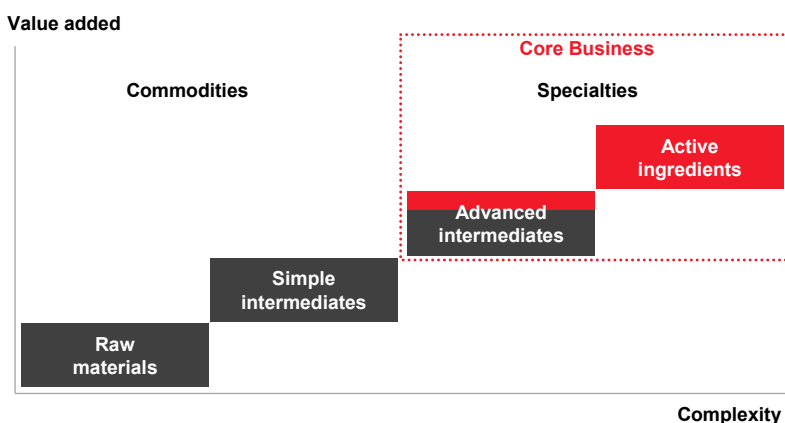 Value added
Core Business
Commodities
Specialties
Active
ingredients
Advanced
intermediates
Simple
intermediates
Raw
materials
Complexity